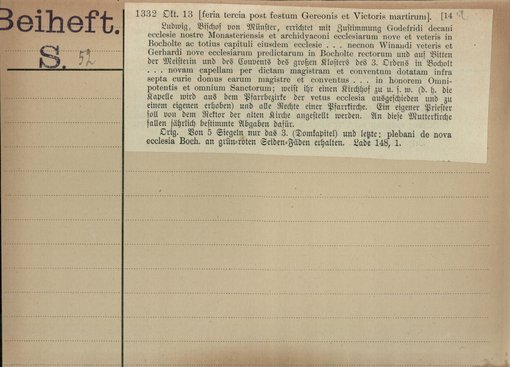 Beiheft.
S. 52
1332 Okt. 13 [feria tercia post festum Gereonis et Victoris martirum]. [14
Ludwig, Bischof von Münster, errichtet mit Zustimmung Godefridi decani
ecclesie nostre Monasteriensis et archidyaconi ecclesiarum nove et veteris in
Bocholte ac totius capituli eiusdem ecclesie . . . necnon Winandi veteris et
Gerhardi nove ecclesiarum predictarum in Bocholte rectorum und auf Bitten
der Meisterin und des Convents des großen Klosters des 3. Ordens in Bocholt
. . . novam capellam per dictam magistram et conventum dotatam infra
septa curie domus earum magistre et conventus . . . in honorem Omni-
potentis et omnium Sanctorum; weist ihr einen Kirchhof zu u. s. w. (d. h. die
Kapelle wird aus dem Pfarrbezirke der vetus ecclesia ausgeschieden und zu
einem eigenen erhoben) und alle Rechte einer Pfarrkirche. Ein eigener Priester
soll von dem Rektor der alten Kirche angestellt werden. An diese Mutterkirche
fallen jährlich bestimmte Abgaben dafür.
Orig. Von 5 Siegeln nur das 3. (Domkapitel) und letzte; plebani de nova
ecclesia Boch. an grün-roten Seiden-Fäden erhalten. Lade 148, 1.